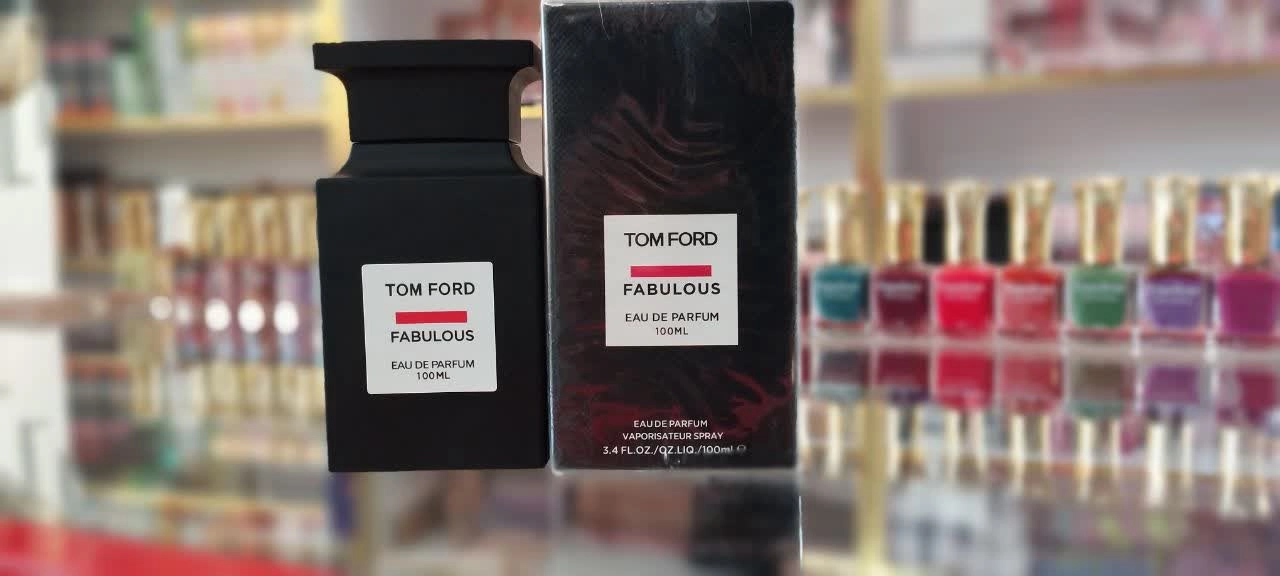 TOM FORD
FABULOUS
EAU DE PARFUM
100ML
TOM FORD
FABULOUS
EAU DE PARFUM
100ML
EAU DE PARFUM
VAPORISATEUR SPRAY
3.4 FL.OZ./OZ.LIQ./100ml ℮